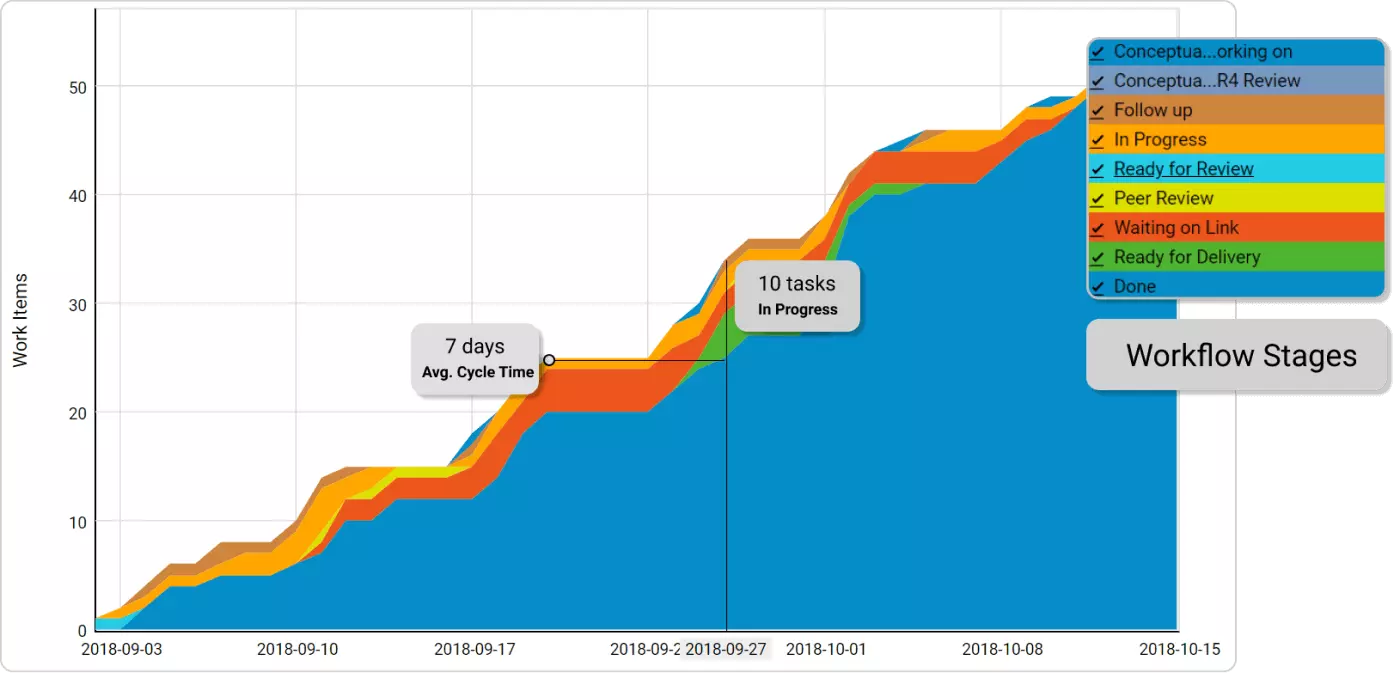 Work Items
50
40
30
20
10
0
2018-09-03
2018-09-10
2018-09-17
2018-09-2
2018-09-27
2018-10-01
2018-10-08
2018-10-15
7 days
Avg. Cycle Time
10 tasks
In Progress
Conceptua...orking on
Conceptua...R4 Review
Follow up
In Progress
Ready for Review
Peer Review
Waiting on Link
Ready for Delivery
Done
Workflow Stages